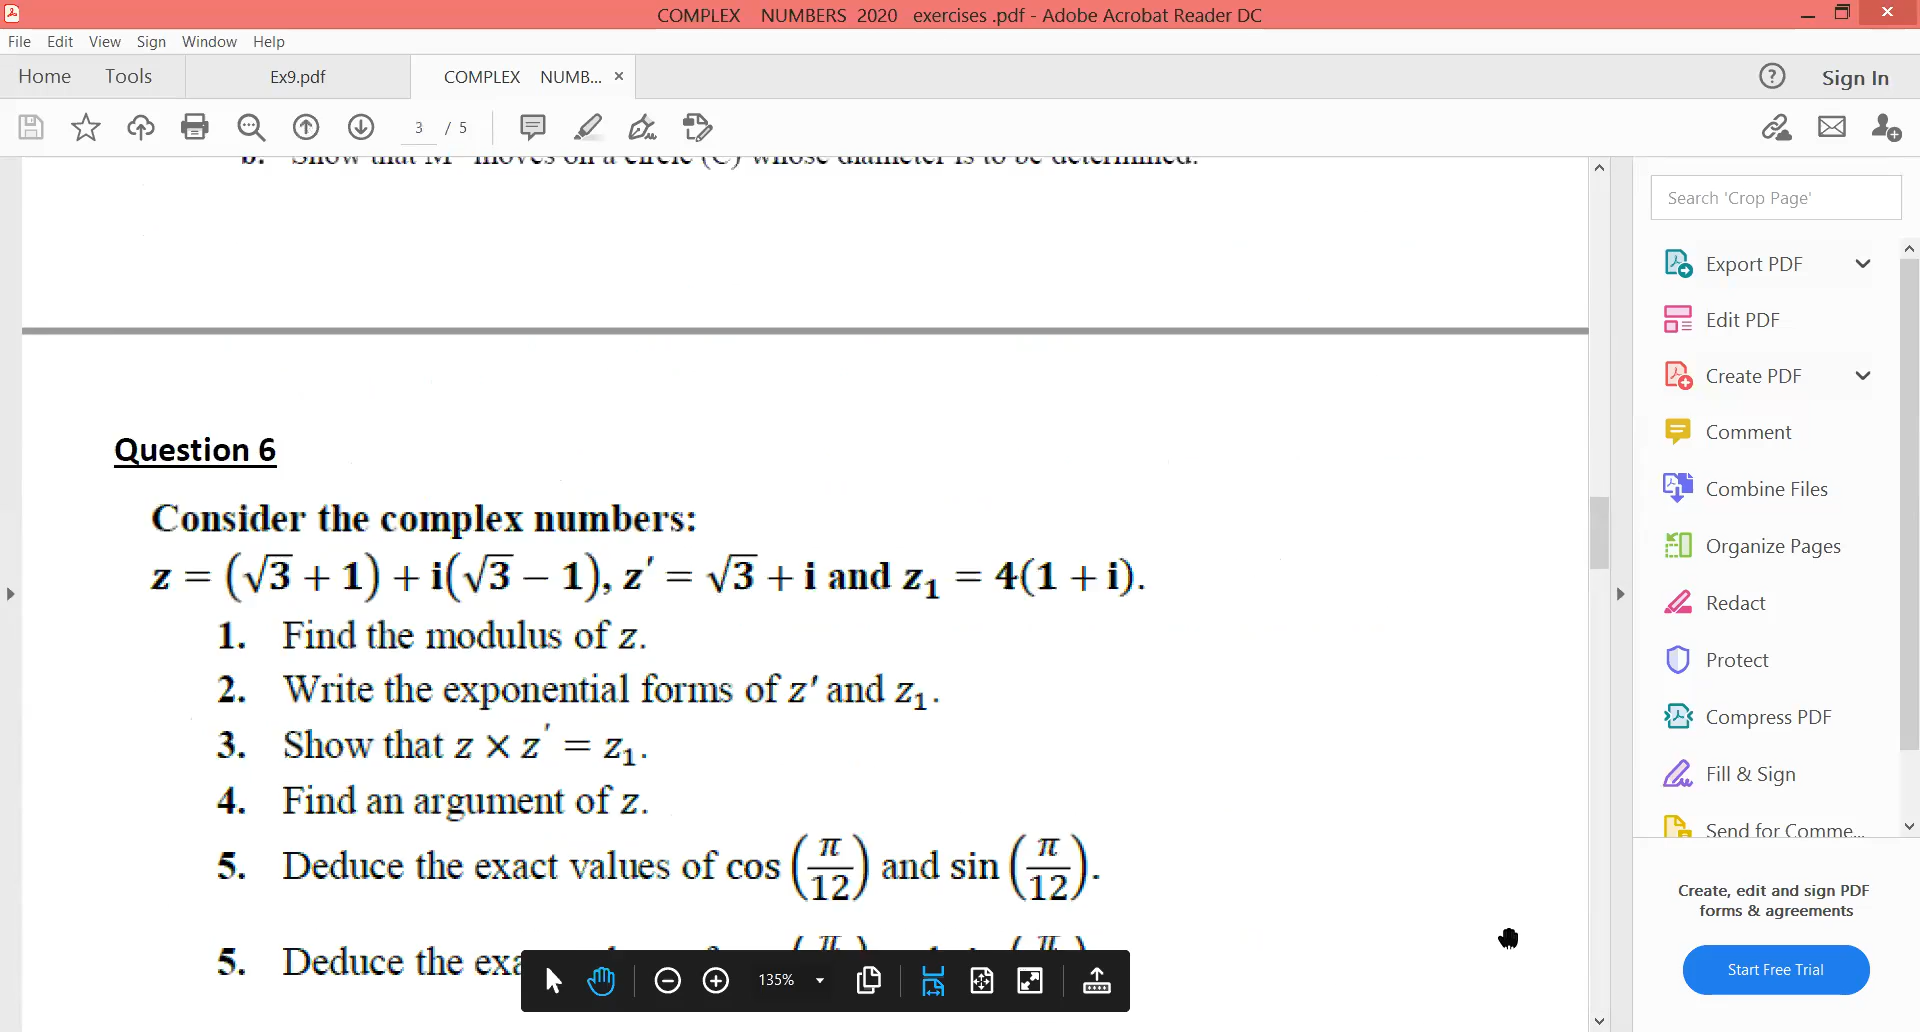 COMPLEX NUMBERS 2020 exercises .pdf - Adobe Acrobat Reader DC
File Edit View Sign Window Help
Home Tools Ex9.pdf COMPLEX NUMB... × Sign In
3 / 5
b. Show that M moves on a circle (C) whose diameter is to be determined.
Question 6
Consider the complex numbers:
z = (√3 + 1) + i(√3 − 1), z′ = √3 + i and z₁ = 4(1 + i).
1. Find the modulus of z.
2. Write the exponential forms of z′ and z₁.
3. Show that z × z′ = z₁.
4. Find an argument of z.
5. Deduce the exact values of cos (π/12) and sin (π/12).
5. Deduce the exa
135%
Search 'Crop Page'
Export PDF
Edit PDF
Create PDF
Comment
Combine Files
Organize Pages
Redact
Protect
Compress PDF
Fill & Sign
Send for Comme...
Create, edit and sign PDF
forms & agreements
Start Free Trial